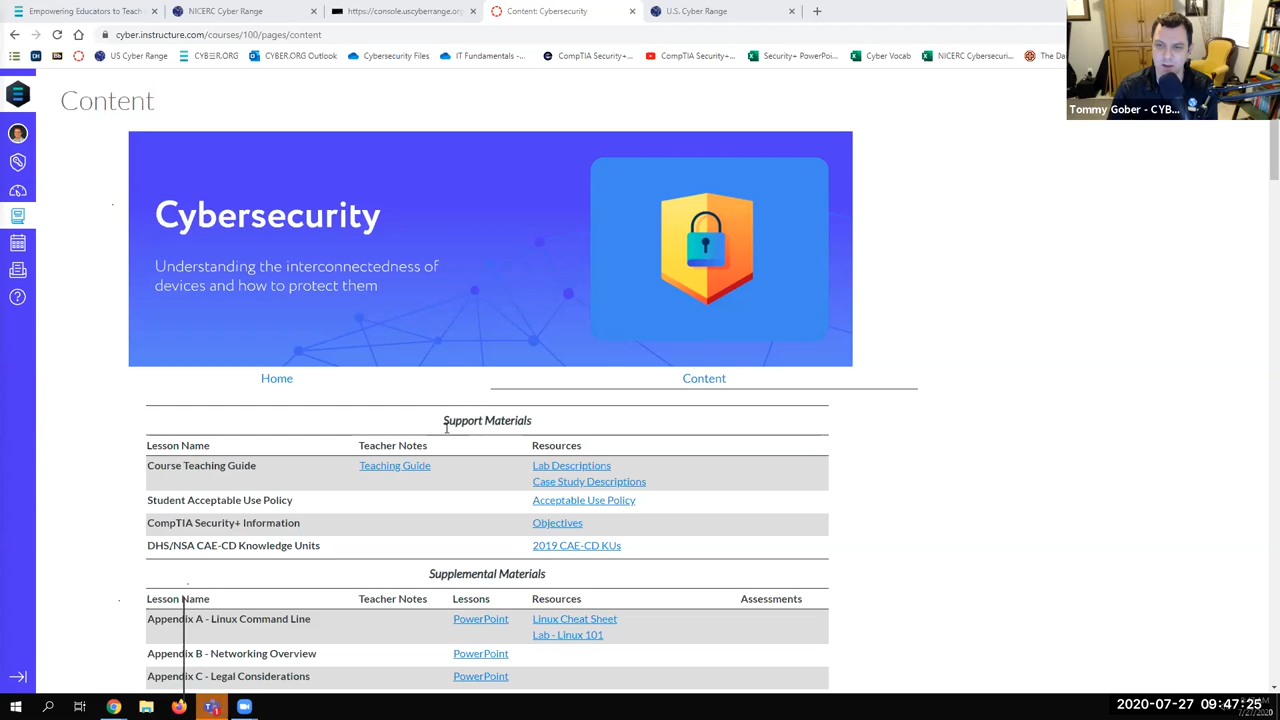 Empowering Educators to Teach
NICERC Cyber Range
https://console.uscyberrange.org/
Content: Cybersecurity
U.S. Cyber Range
cyber.instructure.com/courses/100/pages/content
US Cyber Range
CYBΞR.ORG
CYBER.ORG Outlook
Cybersecurity Files
IT Fundamentals -...
CompTIA Security+...
CompTIA Security+...
Security+ PowerPoi...
Cyber Vocab
NICERC Cybersecuri...
The Da
Tommy Gober - CYB...
Content
Cybersecurity
Understanding the interconnectedness of
devices and how to protect them
Home
Content
Support Materials
Lesson Name Teacher Notes Resources
Course Teaching Guide Teaching Guide Lab Descriptions
Case Study Descriptions
Student Acceptable Use Policy Acceptable Use Policy
CompTIA Security+ Information Objectives
DHS/NSA CAE-CD Knowledge Units 2019 CAE-CD KUs
Supplemental Materials
Lesson Name Teacher Notes Lessons Resources Assessments
Appendix A - Linux Command Line PowerPoint Linux Cheat Sheet
Lab - Linux 101
Appendix B - Networking Overview PowerPoint
Appendix C - Legal Considerations PowerPoint
2020-07-27 09:47:25